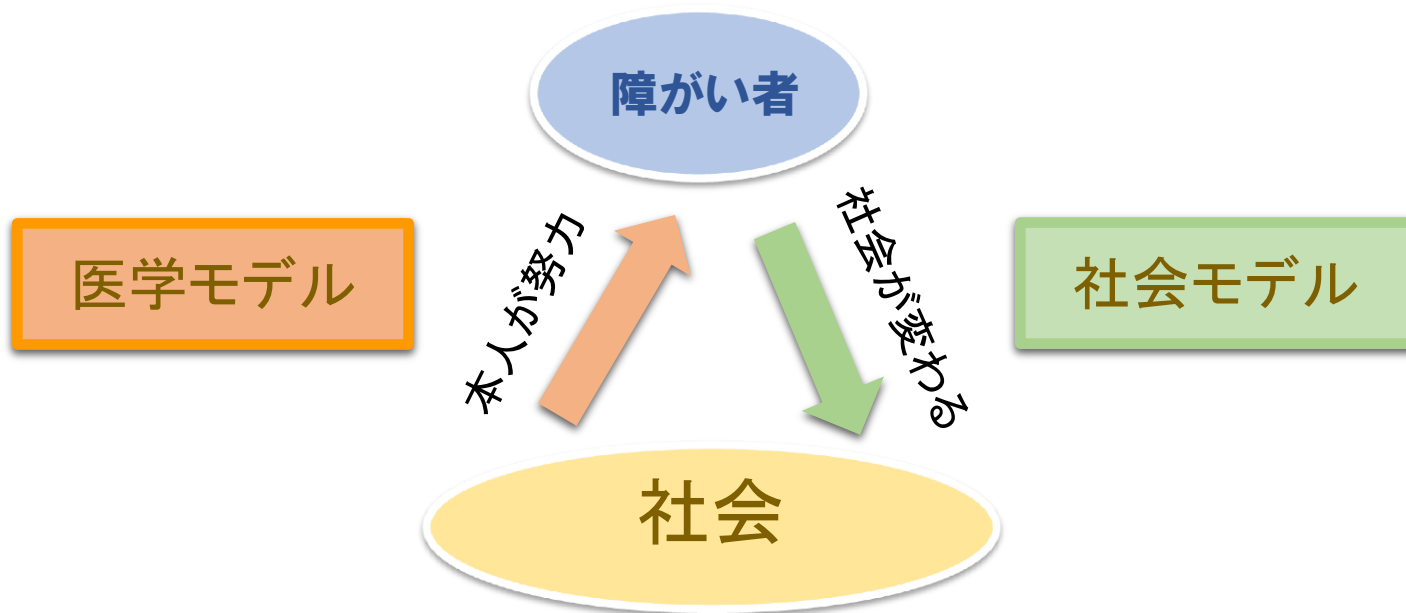 障がい者
医学モデル
本人が努力
社会が変わる
社会モデル
社会